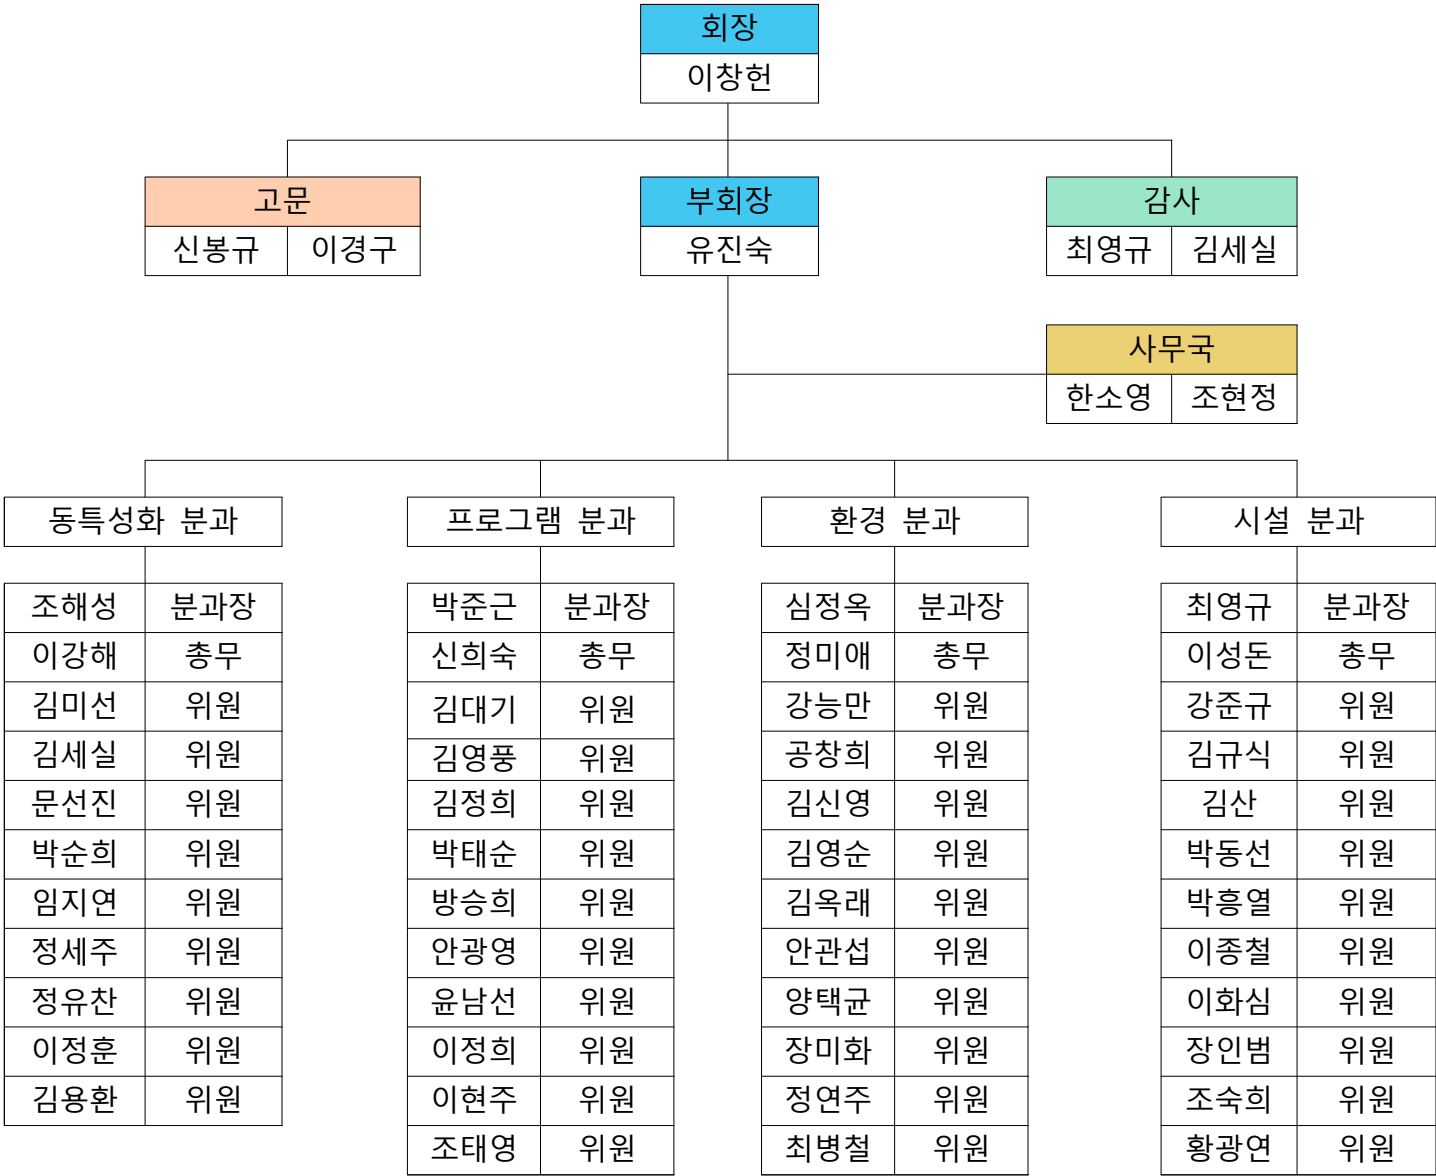 회장
이창헌
고문 부회장 감사
신봉규 이경구 유진숙 최영규 김세실
사무국
한소영 조현정
동특성화 분과 프로그램 분과 환경 분과 시설 분과
조해성 분과장 박준근 분과장 심정옥 분과장 최영규 분과장
이강해 총무 신희숙 총무 정미애 총무 이성돈 총무
김미선 위원 김대기 위원 강능만 위원 강준규 위원
김세실 위원 김영풍 위원 공창희 위원 김규식 위원
문선진 위원 김정희 위원 김신영 위원 김산 위원
박순희 위원 박태순 위원 김영순 위원 박동선 위원
임지연 위원 방승희 위원 김옥래 위원 박흥열 위원
정세주 위원 안광영 위원 안관섭 위원 이종철 위원
정유찬 위원 윤남선 위원 양택균 위원 이화심 위원
이정훈 위원 이정희 위원 장미화 위원 장인범 위원
김용환 위원 이현주 위원 정연주 위원 조숙희 위원
조태영 위원 최병철 위원 황광연 위원